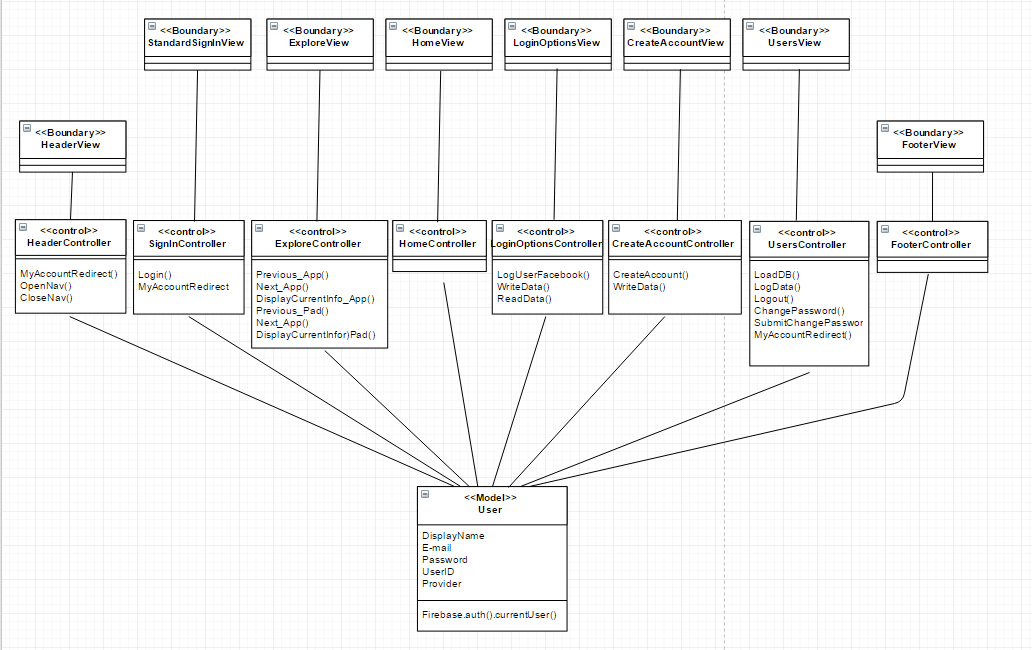 <<Boundary>>
StandardSignInView
<<Boundary>>
ExploreView
<<Boundary>>
HomeView
<<Boundary>>
LoginOptionsView
<<Boundary>>
CreateAccountView
<<Boundary>>
UsersView
<<Boundary>>
HeaderView
<<Boundary>>
FooterView
<<control>>
HeaderController
MyAccountRedirect()
OpenNav()
CloseNav()
<<control>>
SignInController
Login()
MyAccountRedirect
<<control>>
ExploreController
Previous_App()
Next_App()
DisplayCurrentInfo_App()
Previous_Pad()
Next_App()
DisplayCurrentInfor)Pad()
<<control>>
HomeController
<<control>>
LoginOptionsController
LogUserFacebook()
WriteData()
ReadData()
<<control>>
CreateAccountController
CreateAccount()
WriteData()
<<control>>
UsersController
LoadDB()
LogData()
Logout()
ChangePassword()
SubmitChangePasswor
MyAccountRedirect()
<<control>>
FooterController
<<Model>>
User
DisplayName
E-mail
Password
UserID
Provider
Firebase.auth().currentUser()